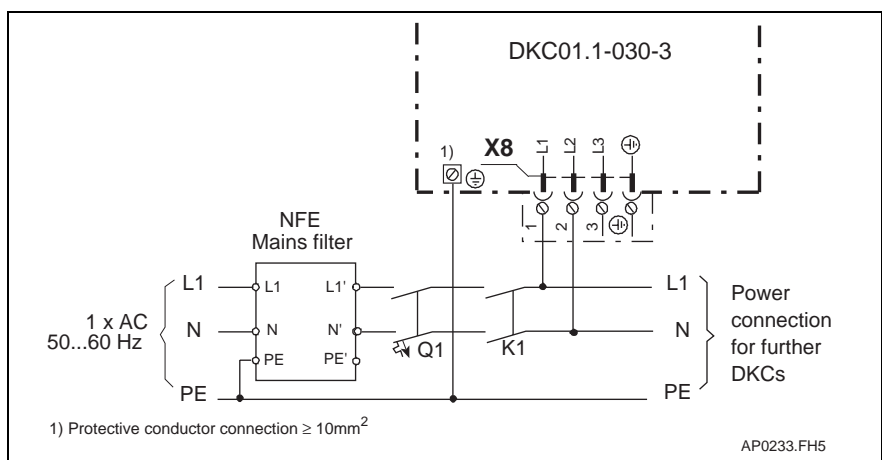 DKC01.1-030-3
1)
X8
L1 L2 L3
1 2 3
NFE
Mains filter
L1 L1 L1' L1
1 x AC
50...60 Hz
N N N' Q1 K1 N
PE PE'
PE PE
Power
connection
for further
DKCs
1) Protective conductor connection ≥ 10mm²
AP0233.FH5